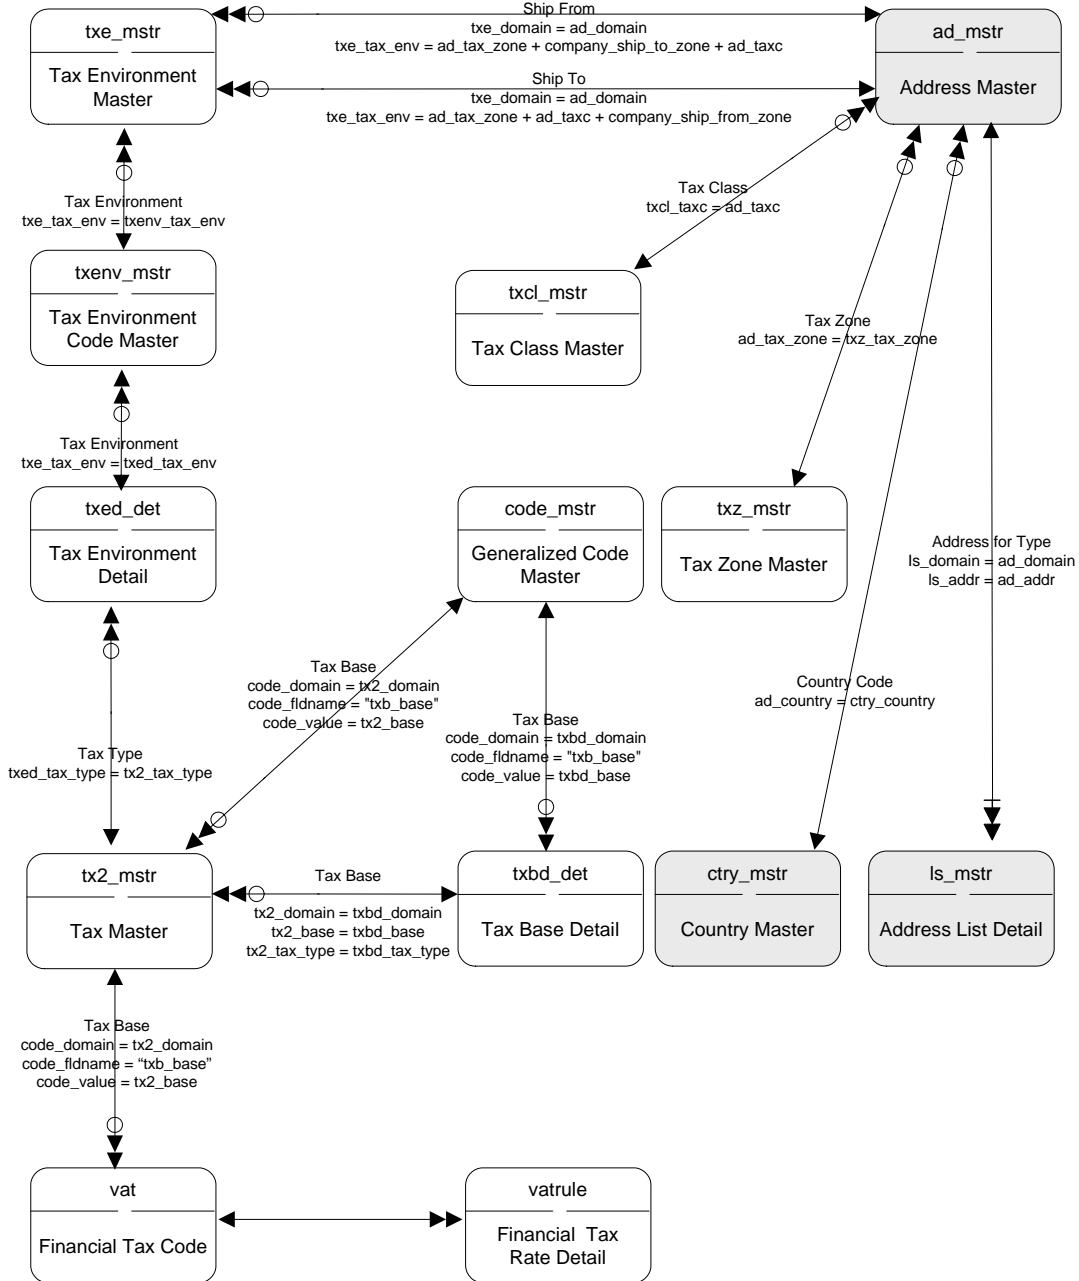 txe_mstr
Tax Environment
Master
Ship From
txe_domain = ad_domain
txe_tax_env = ad_tax_zone + company_ship_to_zone + ad_taxc
Ship To
txe_domain = ad_domain
txe_tax_env = ad_tax_zone + ad_taxc + company_ship_from_zone
ad_mstr
Address Master
Tax Environment
txe_tax_env = txenv_tax_env
Tax Class
txcl_taxc = ad_taxc
txenv_mstr
Tax Environment
Code Master
txcl_mstr
Tax Class Master
Tax Zone
ad_tax_zone = txz_tax_zone
Tax Environment
txe_tax_env = txed_tax_env
txed_det
Tax Environment
Detail
code_mstr
Generalized Code
Master
txz_mstr
Tax Zone Master
Address for Type
ls_domain = ad_domain
ls_addr = ad_addr
Tax Base
code_domain = tx2_domain
code_fldname = "txb_base"
code_value = tx2_base
Country Code
ad_country = ctry_country
Tax Base
code_domain = txbd_domain
code_fldname = "txb_base"
code_value = txbd_base
Tax Type
txed_tax_type = tx2_tax_type
tx2_mstr
Tax Master
Tax Base
tx2_domain = txbd_domain
tx2_base = txbd_base
tx2_tax_type = txbd_tax_type
txbd_det
Tax Base Detail
ctry_mstr
Country Master
ls_mstr
Address List Detail
Tax Base
code_domain = tx2_domain
code_fldname = “txb_base”
code_value = tx2_base
vat
Financial Tax Code
vatrule
Financial  Tax
Rate Detail